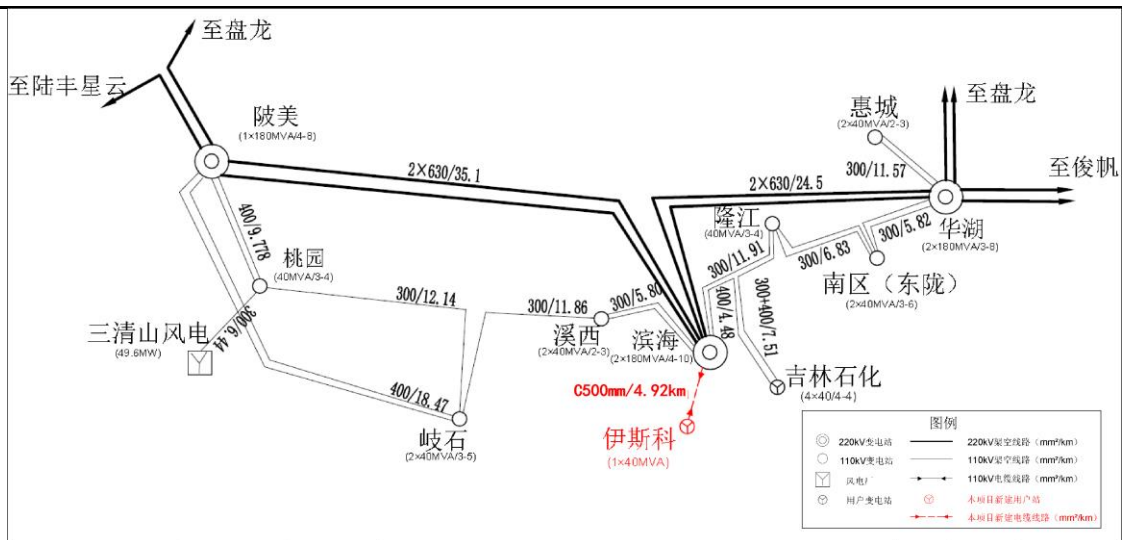 至盘龙
至陆丰星云
陂美
(1×180MVA/4-8)
惠城
(2×40MVA/2-3)
至盘龙
至俊帆
300/11.57
2×630/35.1
2×630/24.5
400/9.778
隆江
(40MVA/3-4)
300/5.82
华湖
(2×180MVA/3-8)
300/6.83
南区（东陇）
(2×40MVA/3-6)
300/11.91
桃园
(40MVA/3-4)
300/12.14
300/11.86
300/5.80
400/4.48
300+400/7.51
三清山风电
(49.6MW)
300/6.44
溪西
(2×40MVA/2-3)
滨海
(2×180MVA/4-10)
吉林石化
(4×40/4-4)
C500mm/4.92km
400/18.47
岐石
(2×40MVA/3-5)
伊斯科
(1×40MVA)
图例
220kV变电站
220kV架空线路（mm²/km）
110kV变电站
110kV架空线路（mm²/km）
风电厂
110kV电缆线路（mm²/km）
用户变电站
本项目新建用户站
本项目新建电缆线路（mm²/km）